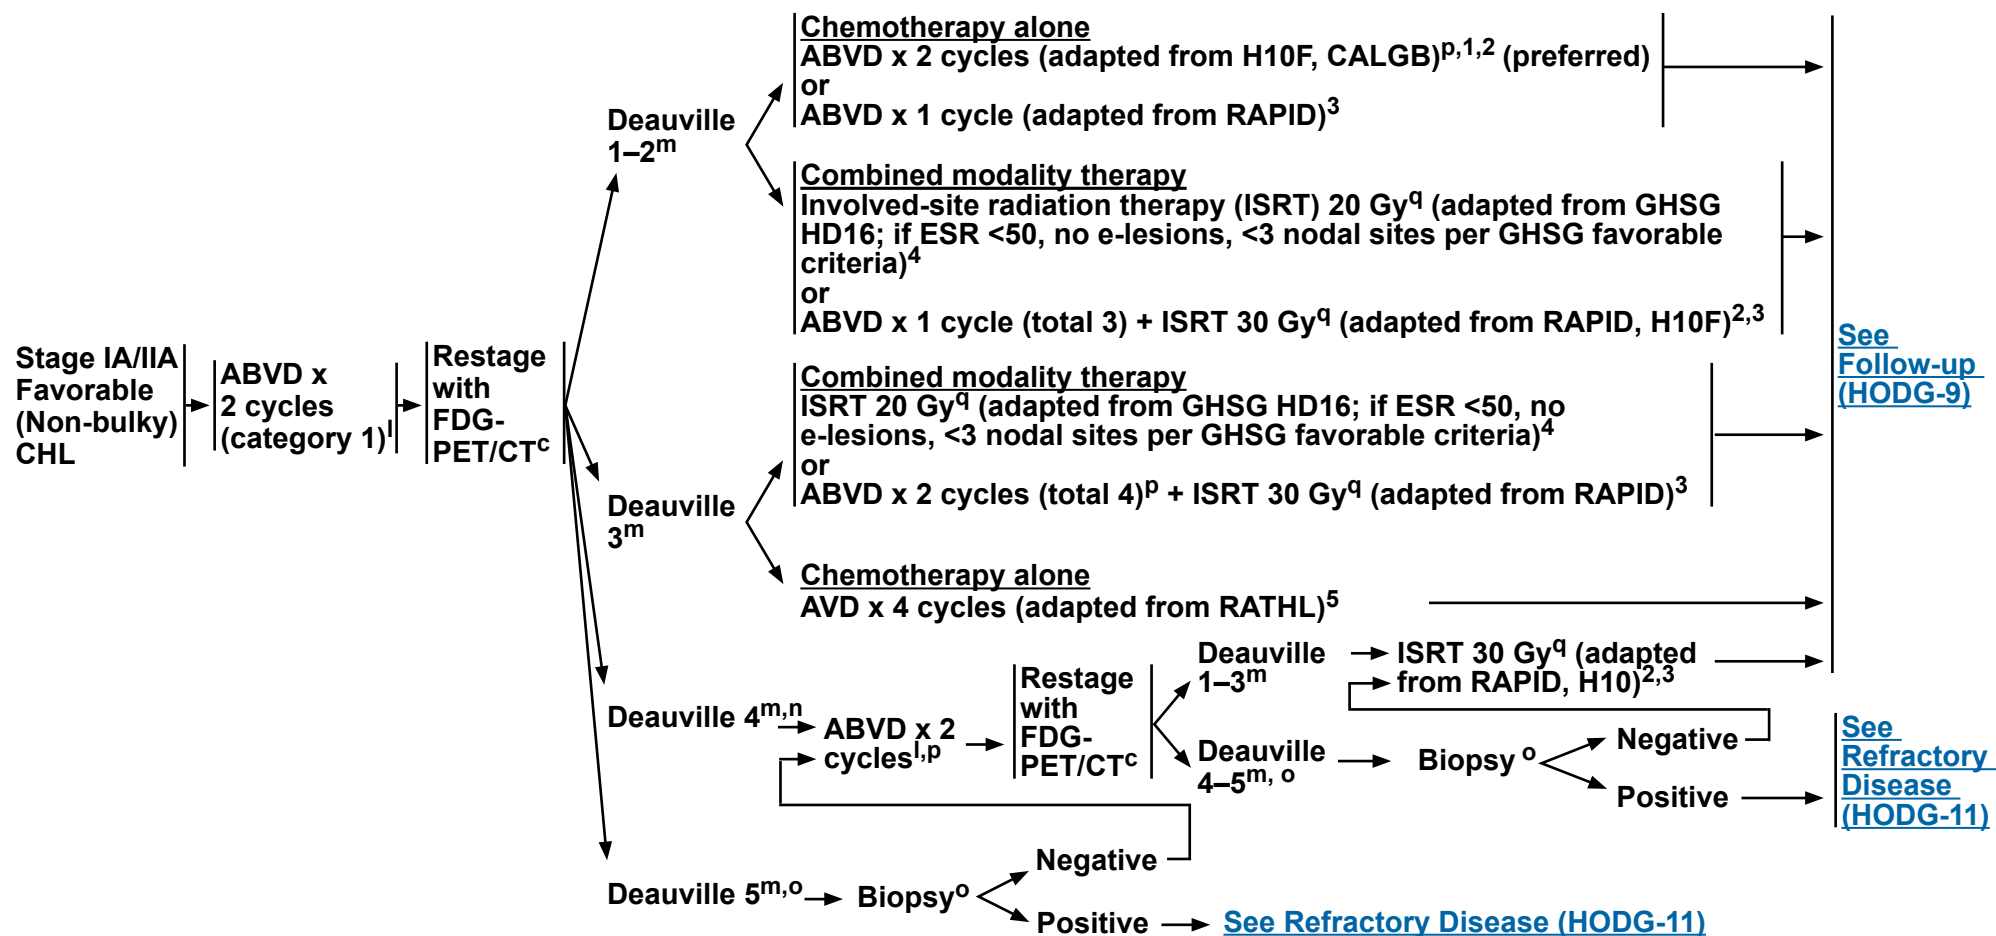 Stage IA/IIA
Favorable
(Non-bulky)
CHL
ABVD x
2 cycles
(category 1)l
Restage
with
FDG-
PET/CTc
Deauville
1–2m
Chemotherapy alone
ABVD x 2 cycles (adapted from H10F, CALGB)p,1,2 (preferred)
or
ABVD x 1 cycle (adapted from RAPID)3
Combined modality therapy
Involved-site radiation therapy (ISRT) 20 Gyq (adapted from GHSG
HD16; if ESR <50, no e-lesions, <3 nodal sites per GHSG favorable
criteria)4
or
ABVD x 1 cycle (total 3) + ISRT 30 Gyq (adapted from RAPID, H10F)2,3
Deauville
3m
Combined modality therapy
ISRT 20 Gyq (adapted from GHSG HD16; if ESR <50, no
e-lesions, <3 nodal sites per GHSG favorable criteria)4
or
ABVD x 2 cycles (total 4)p + ISRT 30 Gyq (adapted from RAPID)3
Chemotherapy alone
AVD x 4 cycles (adapted from RATHL)5
See
Follow-up
(HODG-9)
Deauville 4m,n
ABVD x 2
cyclesl,p
Restage
with
FDG-
PET/CTc
Deauville
1–3m
ISRT 30 Gyq (adapted
from RAPID, H10)2,3
Deauville
4–5m, o
Biopsy o
Negative
Positive
See
Refractory
Disease
(HODG-11)
Deauville 5m,o
Biopsyo
Negative
Positive
See Refractory Disease (HODG-11)